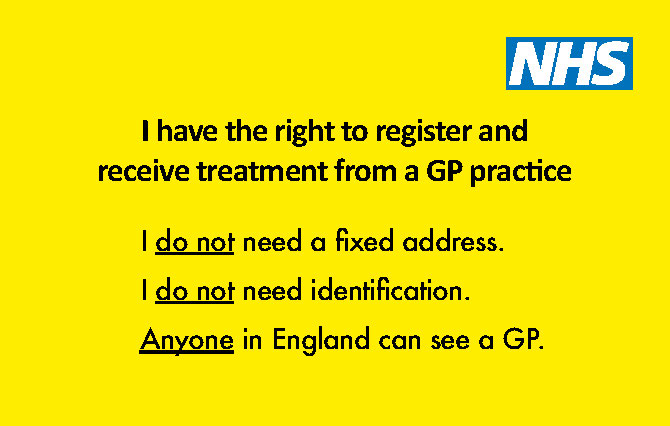 NHS
I have the right to register and
receive treatment from a GP practice
I do not need a fixed address.
I do not need identification.
Anyone in England can see a GP.